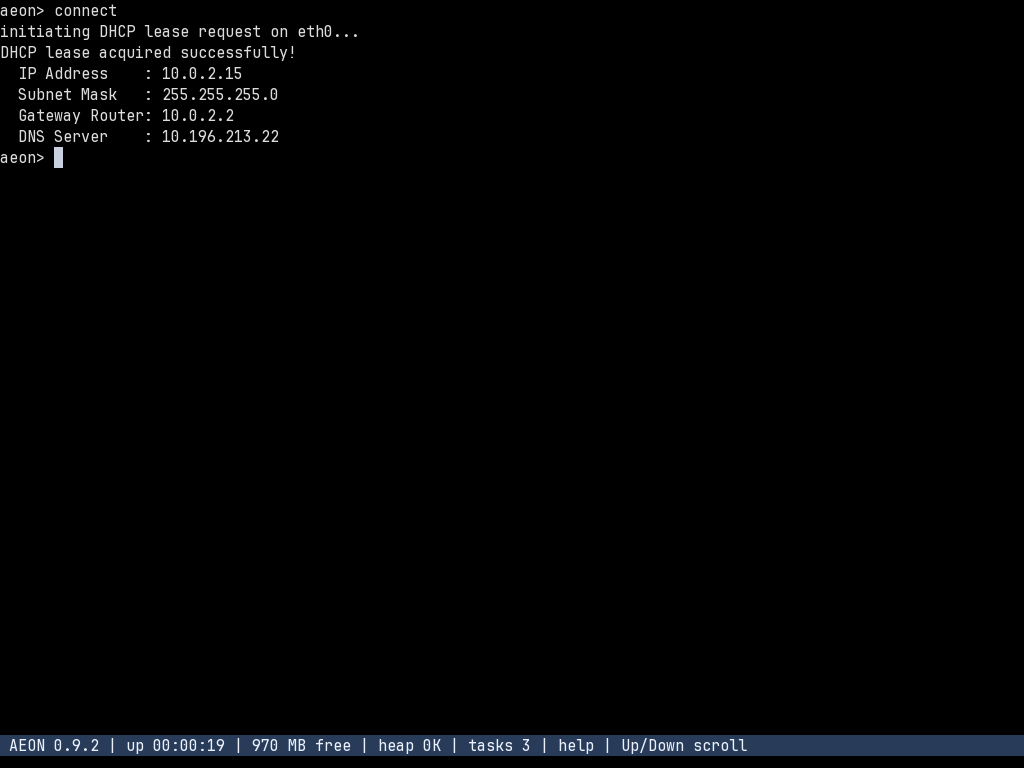 aeon> connect
initiating DHCP lease request on eth0...
DHCP lease acquired successfully!
  IP Address    : 10.0.2.15
  Subnet Mask   : 255.255.255.0
  Gateway Router: 10.0.2.2
  DNS Server    : 10.196.213.22
aeon>
AEON 0.9.2 | up 00:00:19 | 970 MB free | heap OK | tasks 3 | help | Up/Down scroll